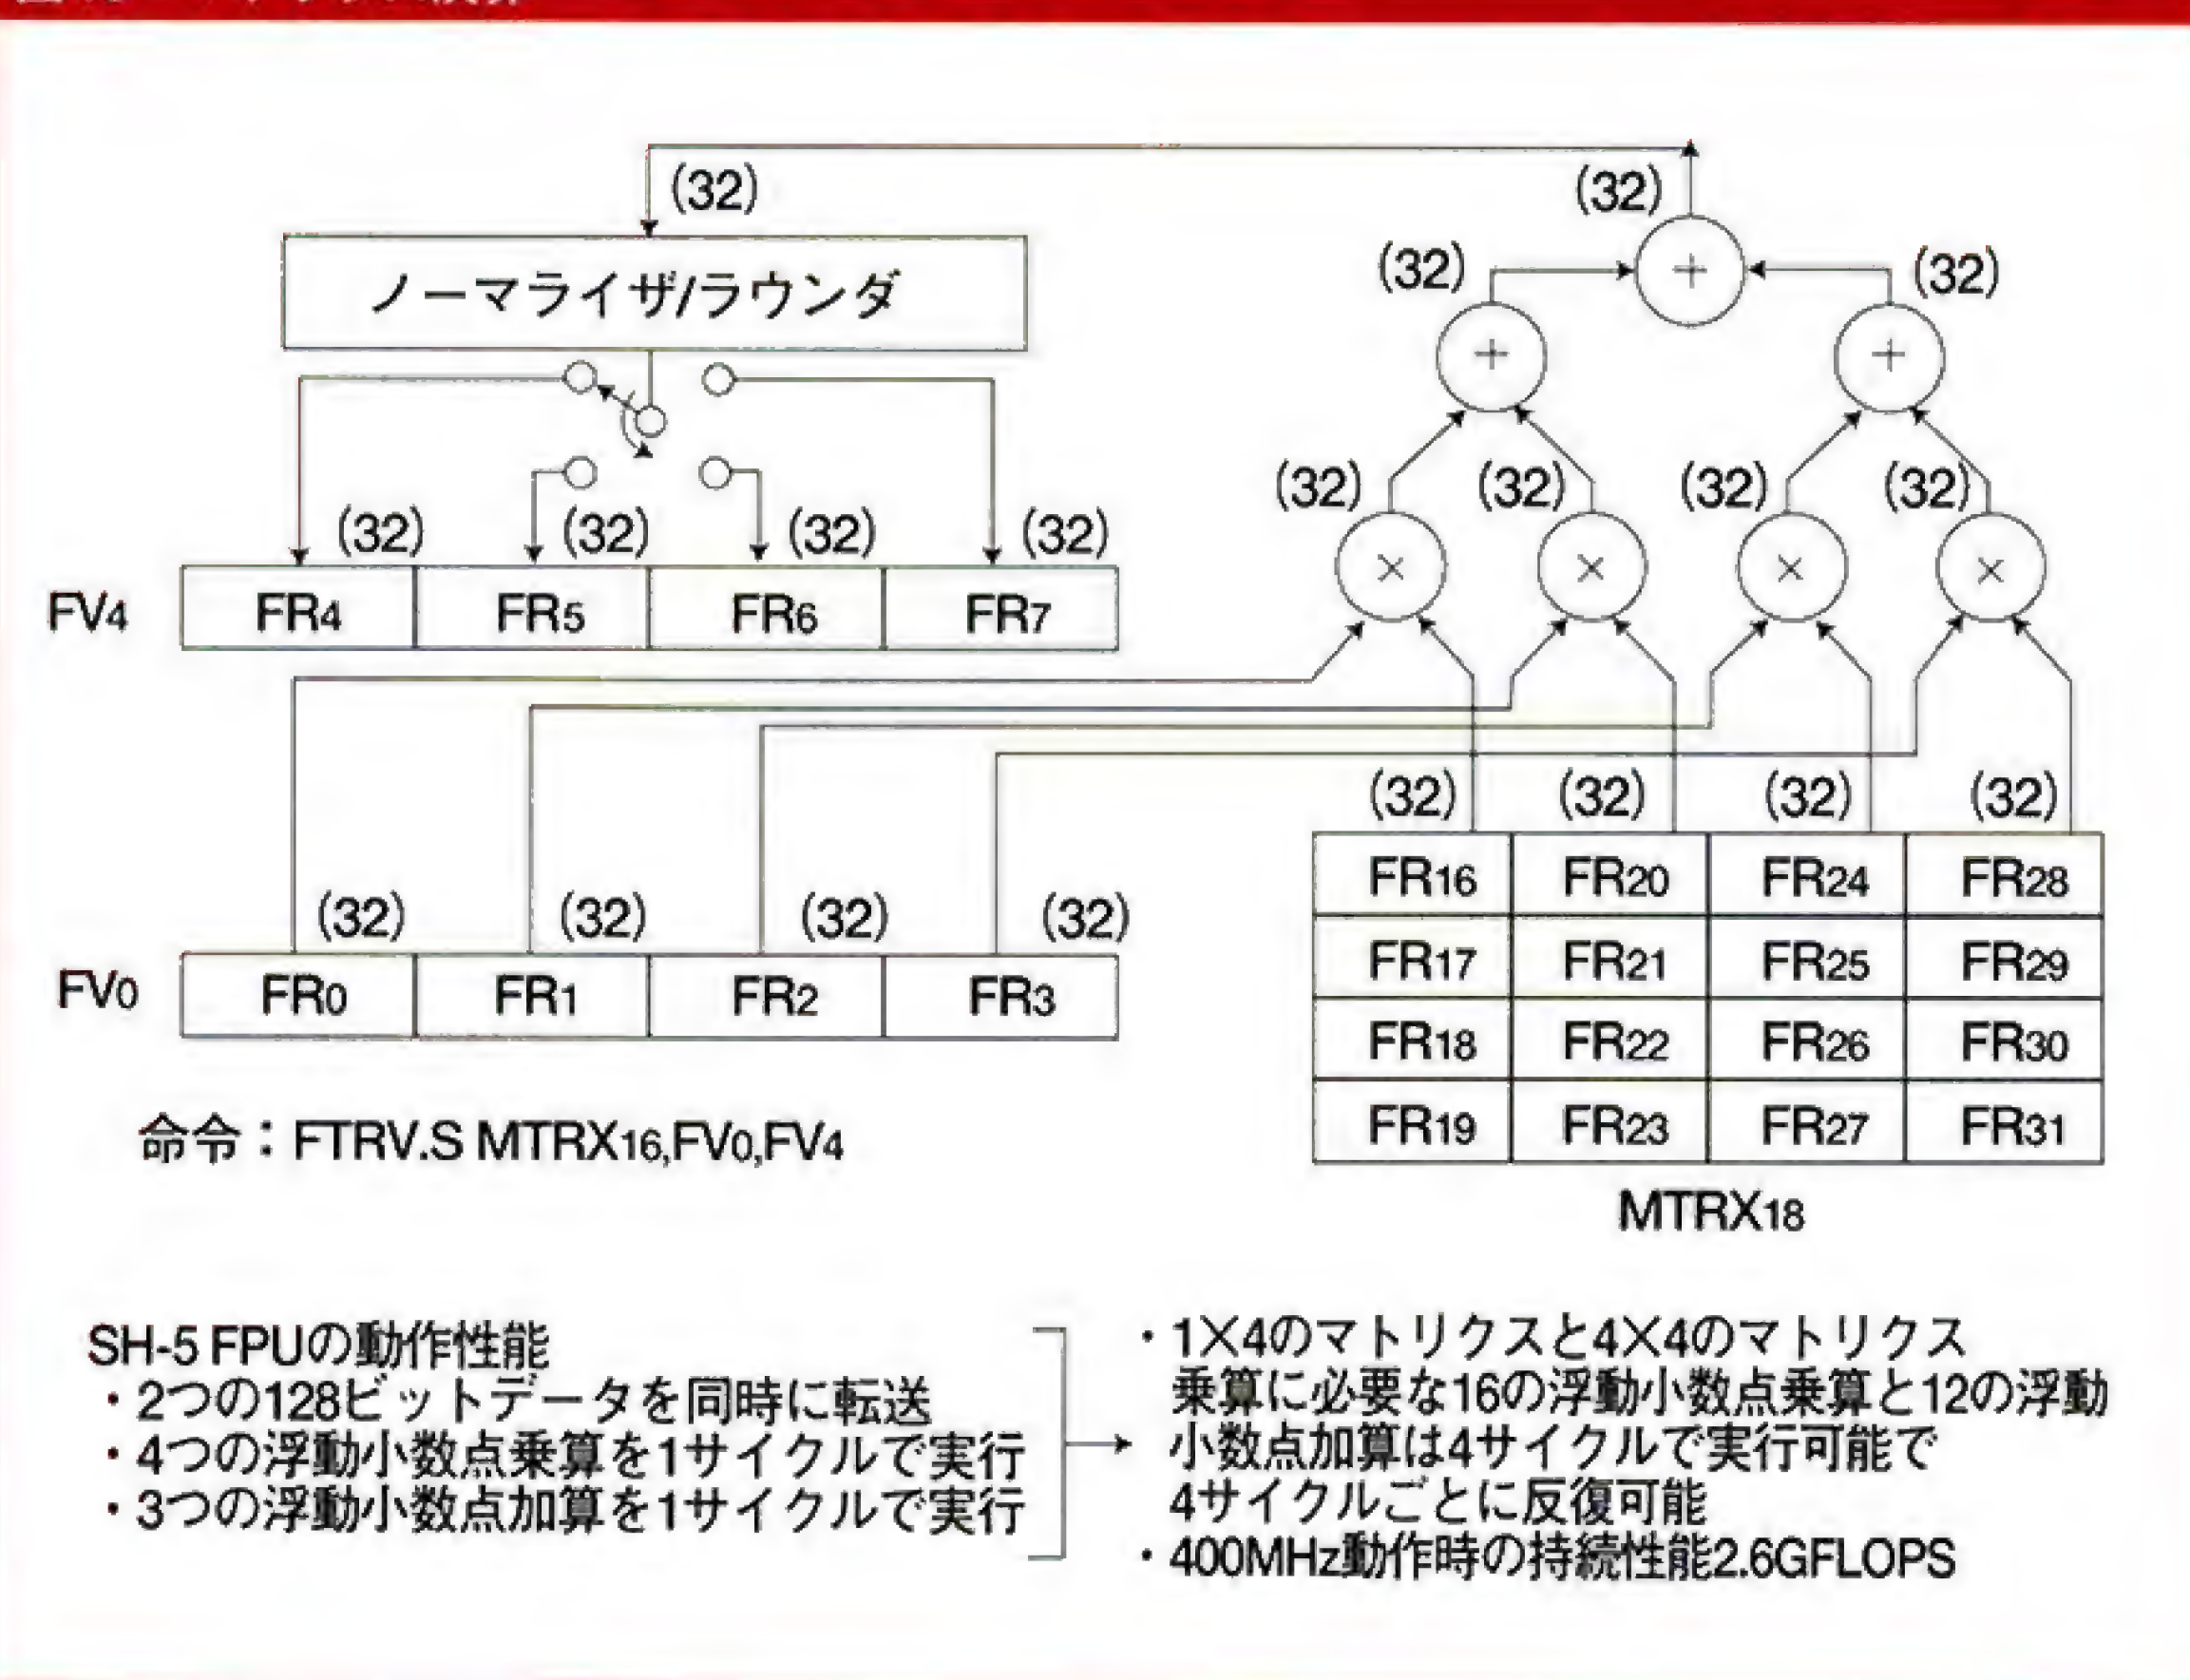 (32)
(32)
(32)
(32)
ノーマライザ/ラウンダ
+
+
+
(32) (32) (32) (32)
(32) (32) (32) (32)
× × × ×
FV4 FR4 FR5 FR6 FR7
(32) (32) (32) (32)
FR16 FR20 FR24 FR28
(32) (32) (32) (32)
FV0 FR0 FR1 FR2 FR3
FR17 FR21 FR25 FR29
FR18 FR22 FR26 FR30
FR19 FR23 FR27 FR31
命令：FTRV.S MTRX16,FV0,FV4
MTRX18
SH-5 FPUの動作性能
・2つの128ビットデータを同時に転送
・4つの浮動小数点乗算を1サイクルで実行
・3つの浮動小数点加算を1サイクルで実行
・1×4のマトリクスと4×4のマトリクス
乗算に必要な16の浮動小数点乗算と12の浮動
小数点加算は4サイクルで実行可能で
4サイクルごとに反復可能
・400MHz動作時の持続性能2.6GFLOPS